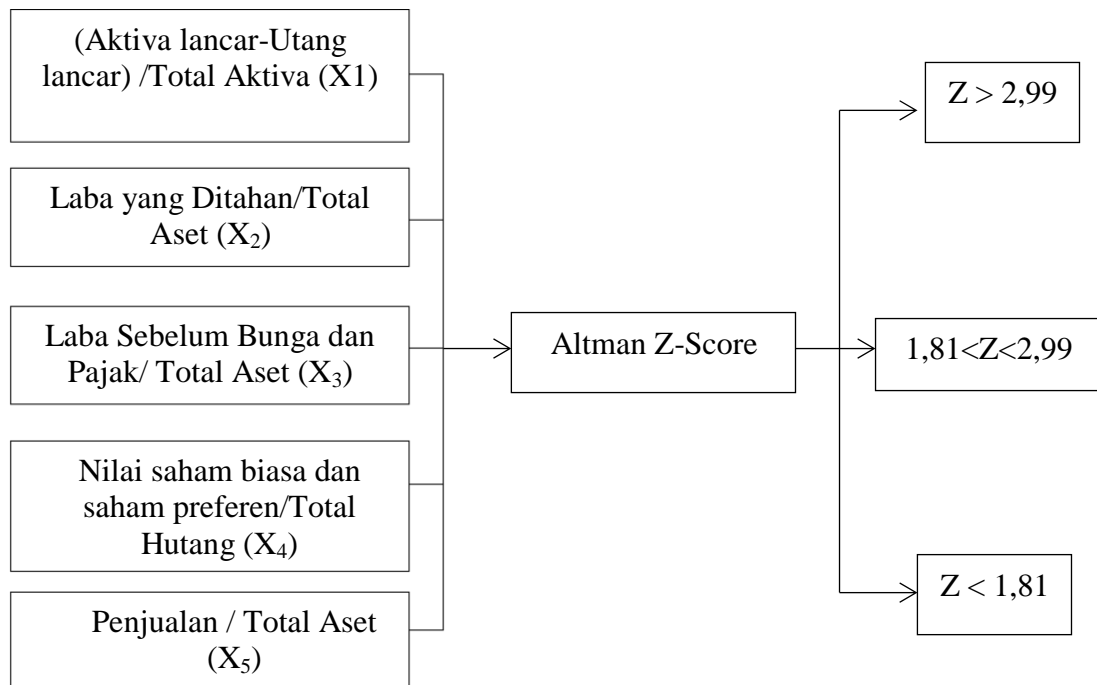 (Aktiva lancar-Utang
lancar) /Total Aktiva (X1)
Laba yang Ditahan/Total
Aset (X₂)
Laba Sebelum Bunga dan
Pajak/ Total Aset (X₃)
Nilai saham biasa dan
saham preferen/Total
Hutang (X₄)
Penjualan / Total Aset
(X₅)
Altman Z-Score
Z > 2,99
1,81<Z<2,99
Z < 1,81